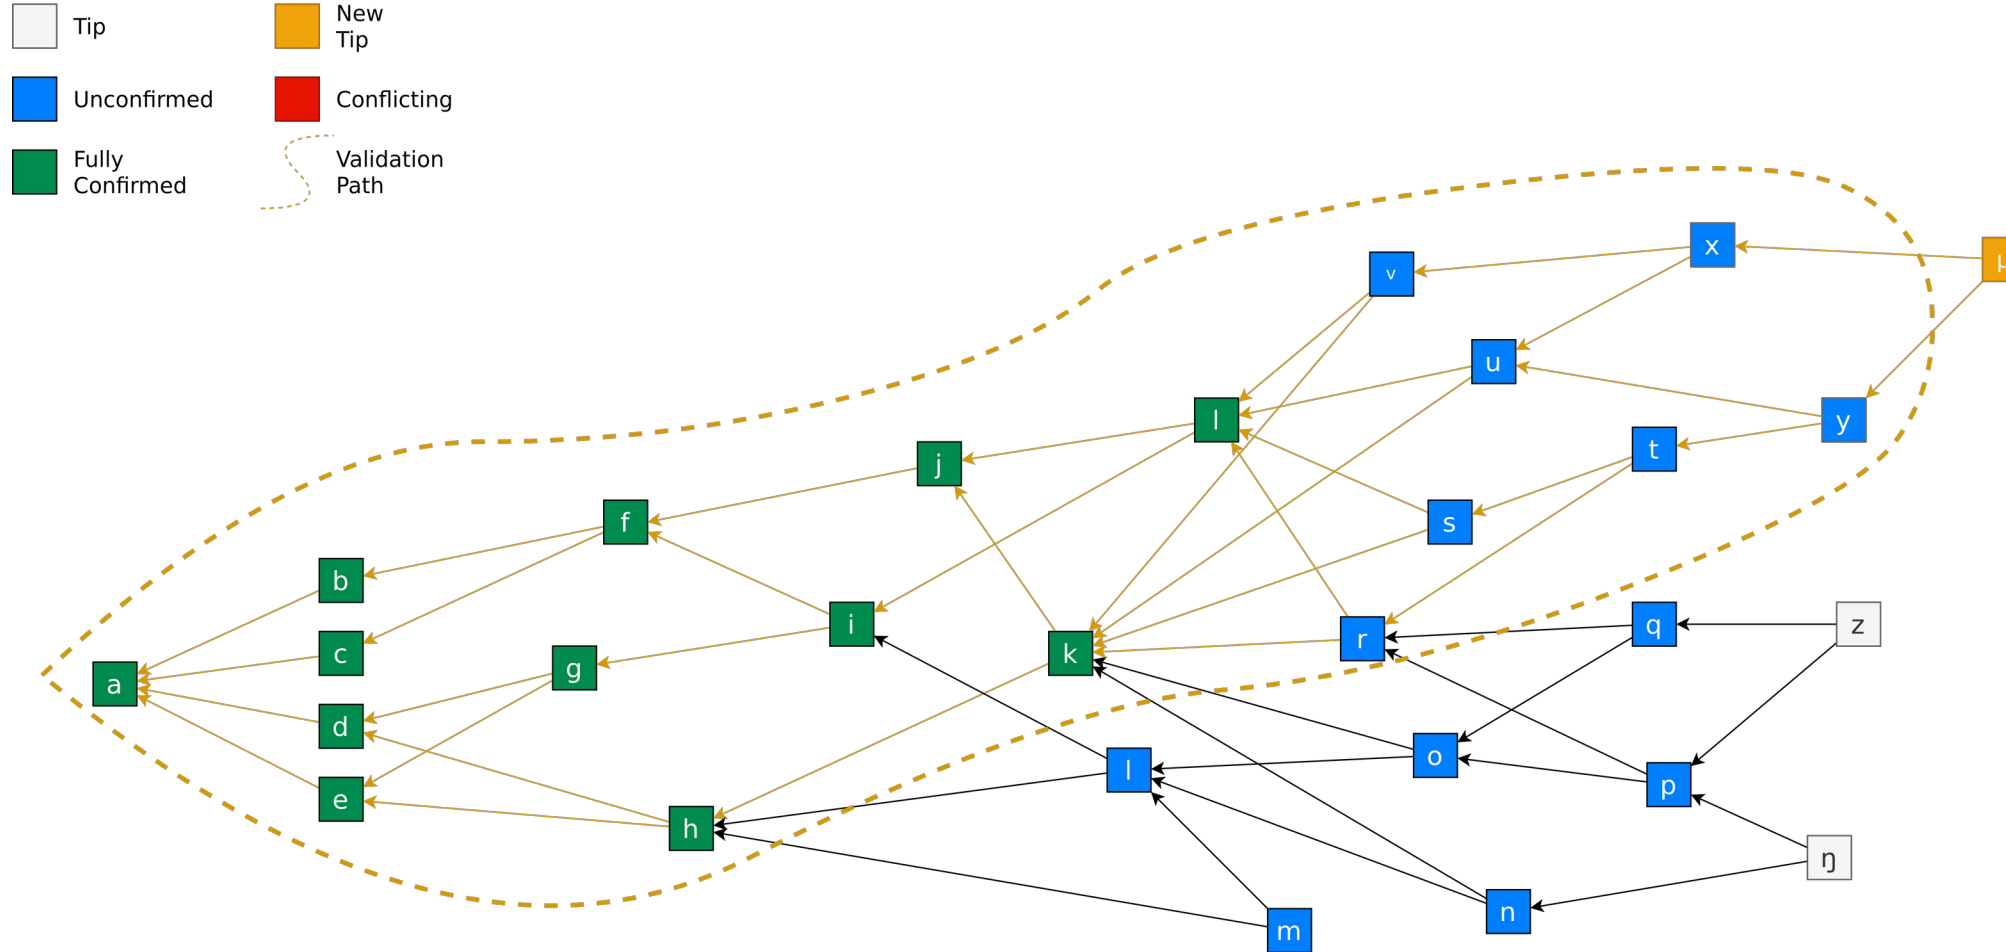 Tip
New
Tip
Unconfirmed
Conflicting
Fully
Confirmed
Validation
Path
x
v
u
l
y
t
j
f
s
b
i
q
z
c
k
r
g
a
d
o
l
p
e
h
ŋ
n
m